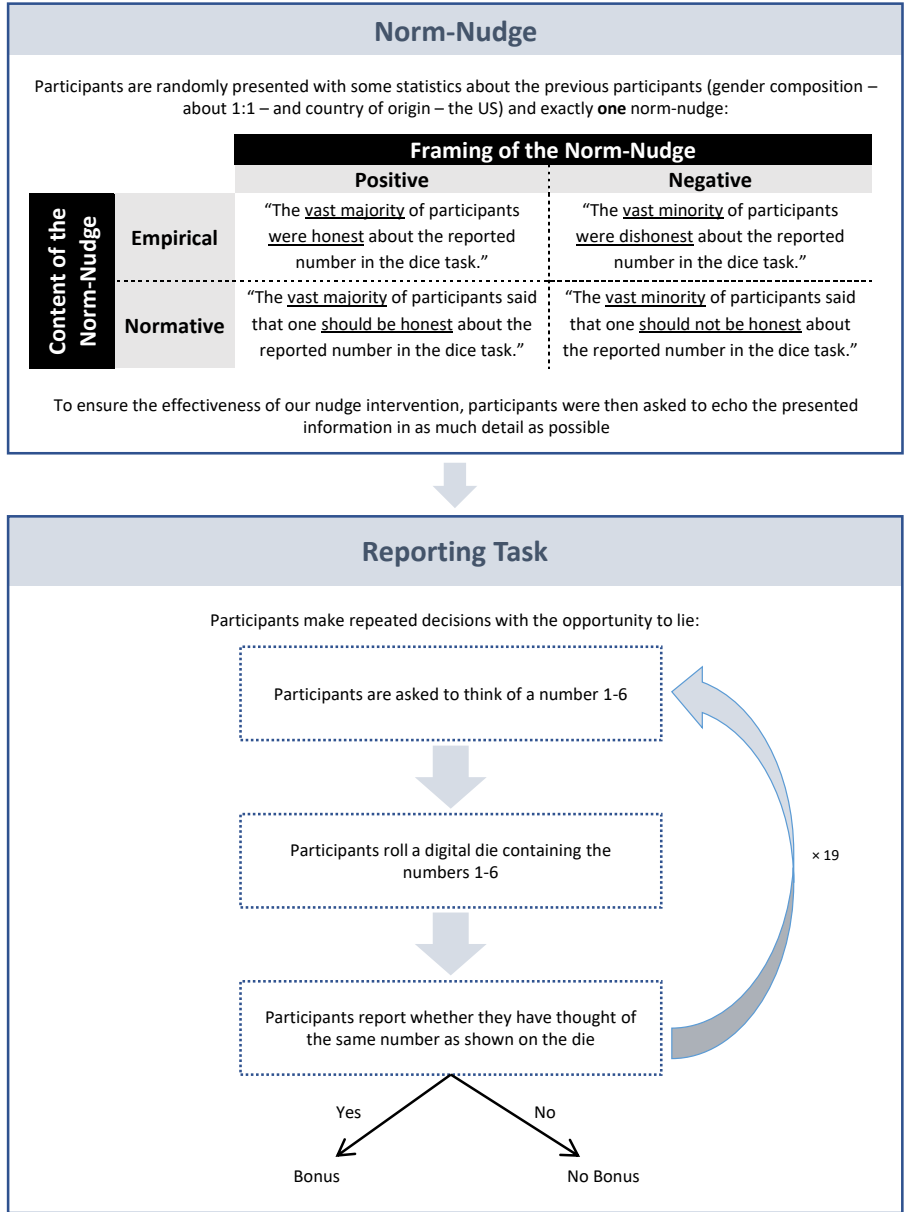 Norm-Nudge
Participants are randomly presented with some statistics about the previous participants (gender composition –
about 1:1 – and country of origin – the US) and exactly one norm-nudge:
Framing of the Norm-Nudge
Positive
Negative
Content of the
Norm-Nudge
Empirical
“The vast majority of participants
were honest about the reported
number in the dice task.”
“The vast minority of participants
were dishonest about the reported
number in the dice task.”
Normative
“The vast majority of participants said
that one should be honest about the
reported number in the dice task.”
“The vast minority of participants said
that one should not be honest about
the reported number in the dice task.”
To ensure the effectiveness of our nudge intervention, participants were then asked to echo the presented
information in as much detail as possible
Reporting Task
Participants make repeated decisions with the opportunity to lie:
Participants are asked to think of a number 1-6
Participants roll a digital die containing the
numbers 1-6
× 19
Participants report whether they have thought of
the same number as shown on the die
Yes
No
Bonus
No Bonus